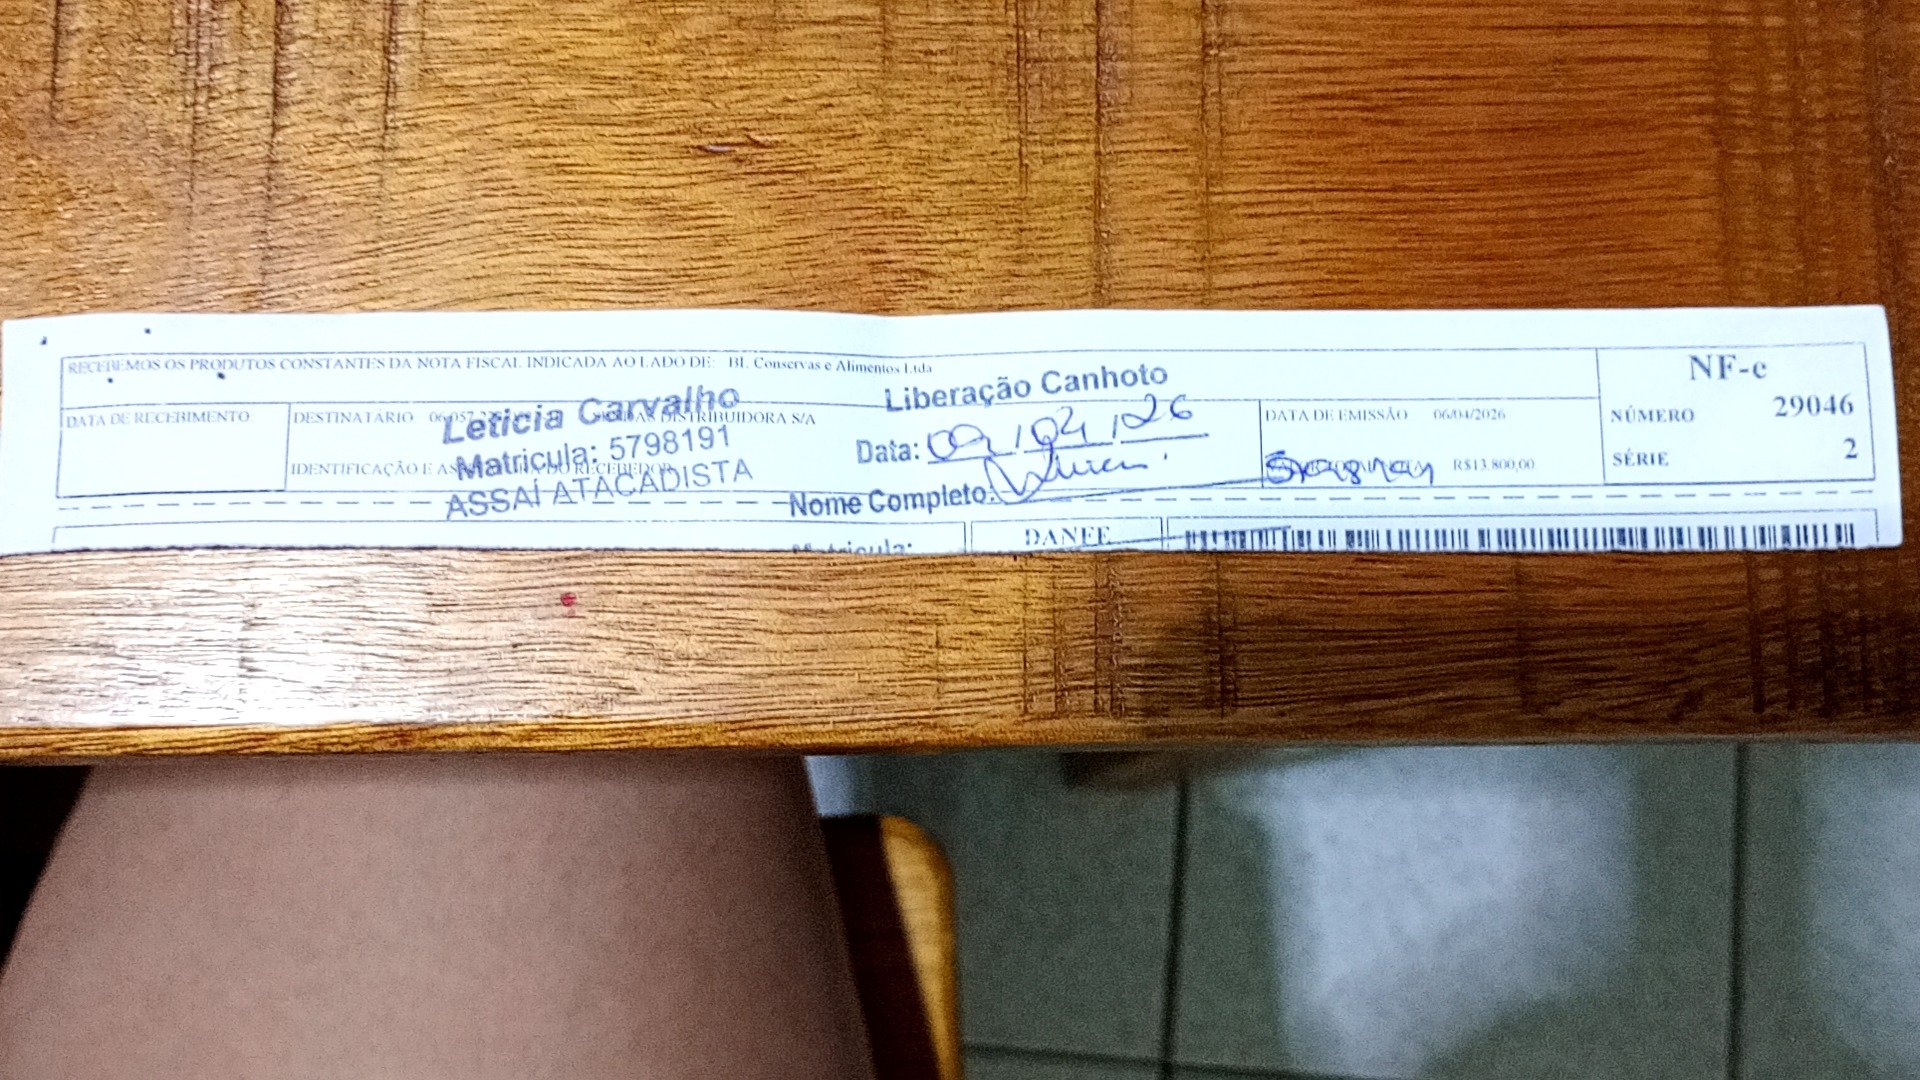 RECEBEMOS OS PRODUTOS CONSTANTES DA NOTA FISCAL INDICADA AO LADO DE: BL Conservas e Alimentos Ltda
NF-e
Liberação Canhoto
DATA DE RECEBIMENTO
DESTINATÁRIO DISTRIBUIDORA S/A
Leticia Carvalho
DATA DE EMISSÃO 06/04/2026
NÚMERO 29046
Matricula: 5798191
Data: 09/04/26
IDENTIFICAÇÃO E DO RECEBEDOR
R$13.800,00
SÉRIE 2
ASSAÍ ATACADISTA
Nome Completo:
Matricula:
DANFE